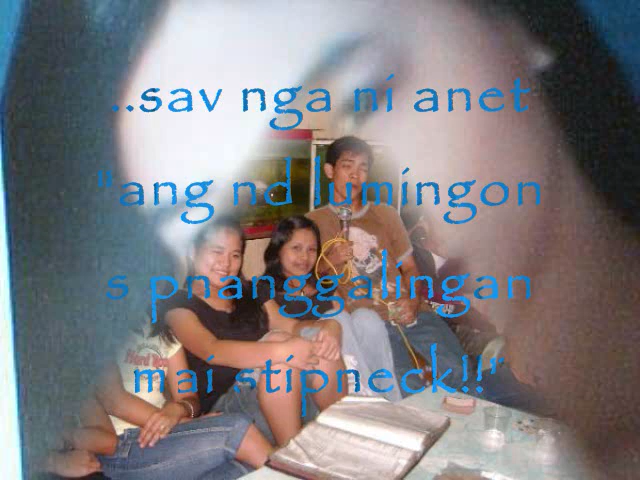 ..sav nga ni anet
"ang nd lumingon
s pnanggalingan
mai stipneck!!"